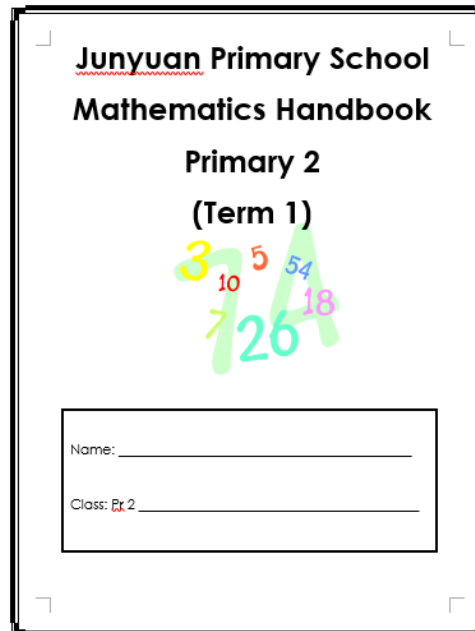 Junyuan Primary School
Mathematics Handbook
Primary 2
(Term 1)
74
3 10 5 54
18
7 26
Name:
Class: Pr 2